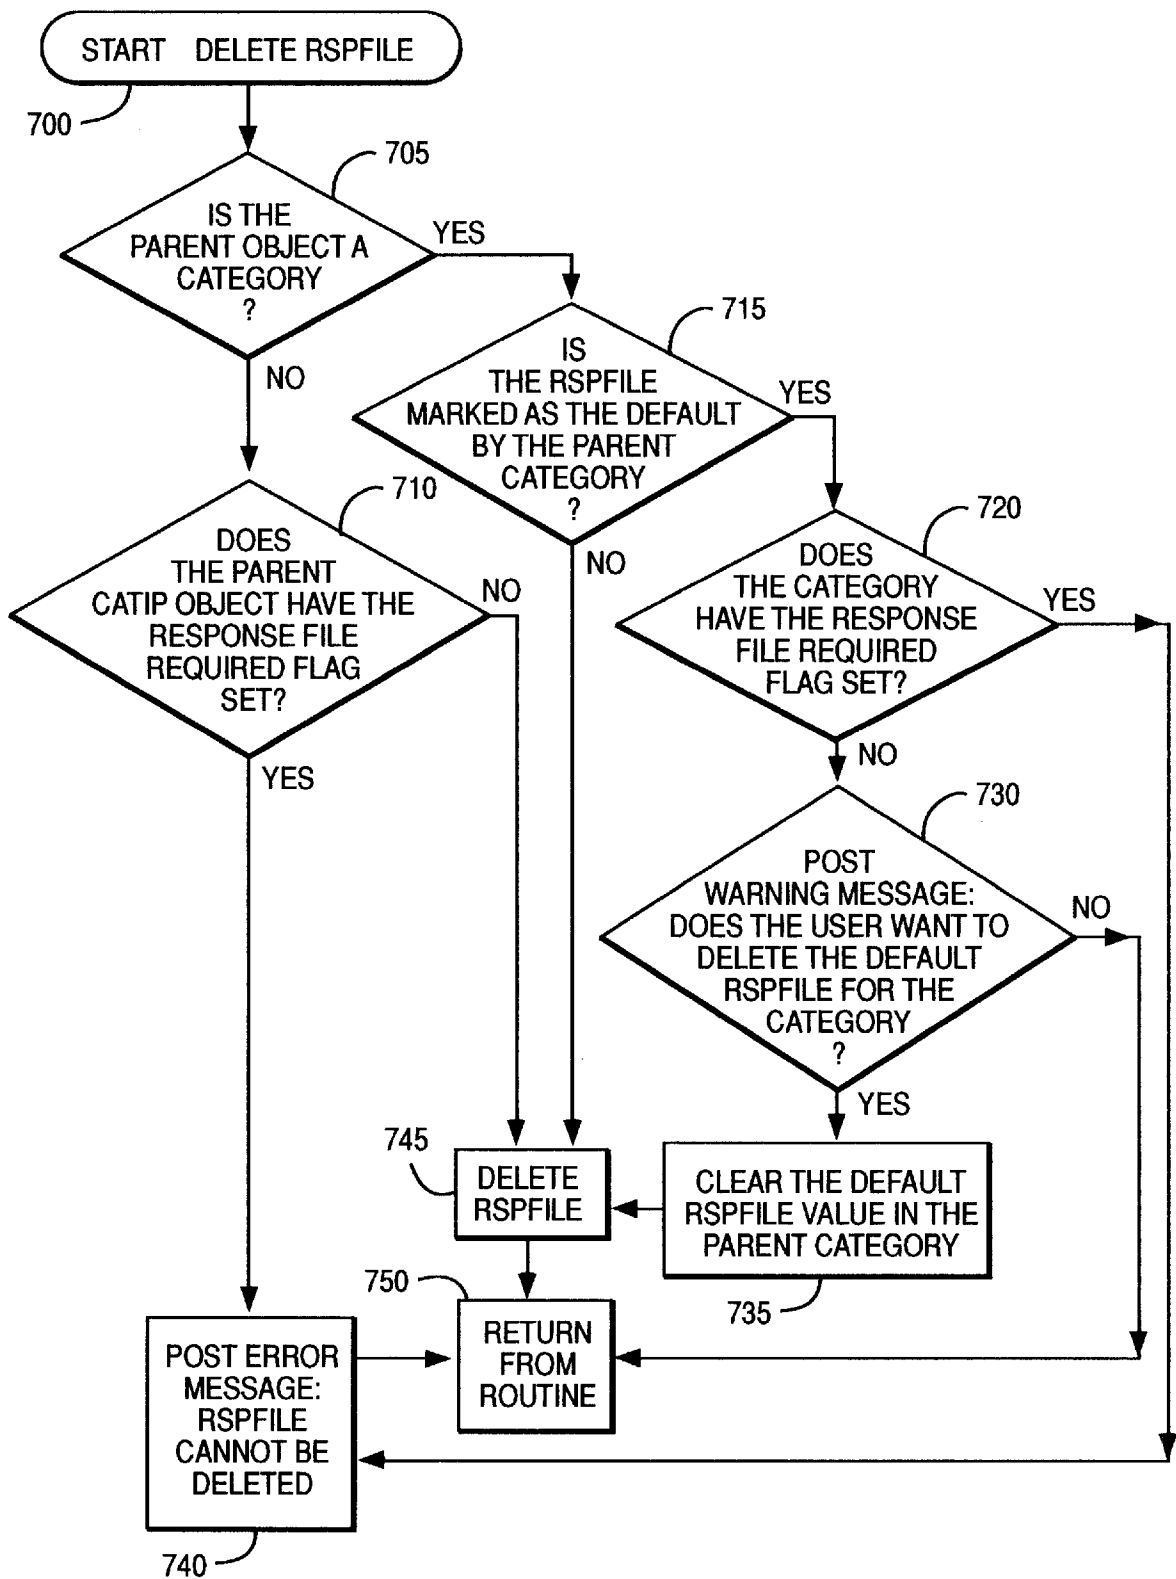 START DELETE RSPFILE
700
705
IS THE
PARENT OBJECT A
CATEGORY
?
YES
NO
715
IS
THE RSPFILE
MARKED AS THE DEFAULT
BY THE PARENT
CATEGORY
?
YES
NO
710
DOES
THE PARENT
CATIP OBJECT HAVE THE
RESPONSE FILE
REQUIRED FLAG
SET?
NO
YES
720
DOES
THE CATEGORY
HAVE THE RESPONSE
FILE REQUIRED
FLAG SET?
YES
NO
730
POST
WARNING MESSAGE:
DOES THE USER WANT TO
DELETE THE DEFAULT
RSPFILE FOR THE
CATEGORY
?
NO
YES
745
DELETE
RSPFILE
CLEAR THE DEFAULT
RSPFILE VALUE IN THE
PARENT CATEGORY
735
750
RETURN
FROM
ROUTINE
POST ERROR
MESSAGE:
RSPFILE
CANNOT BE
DELETED
740